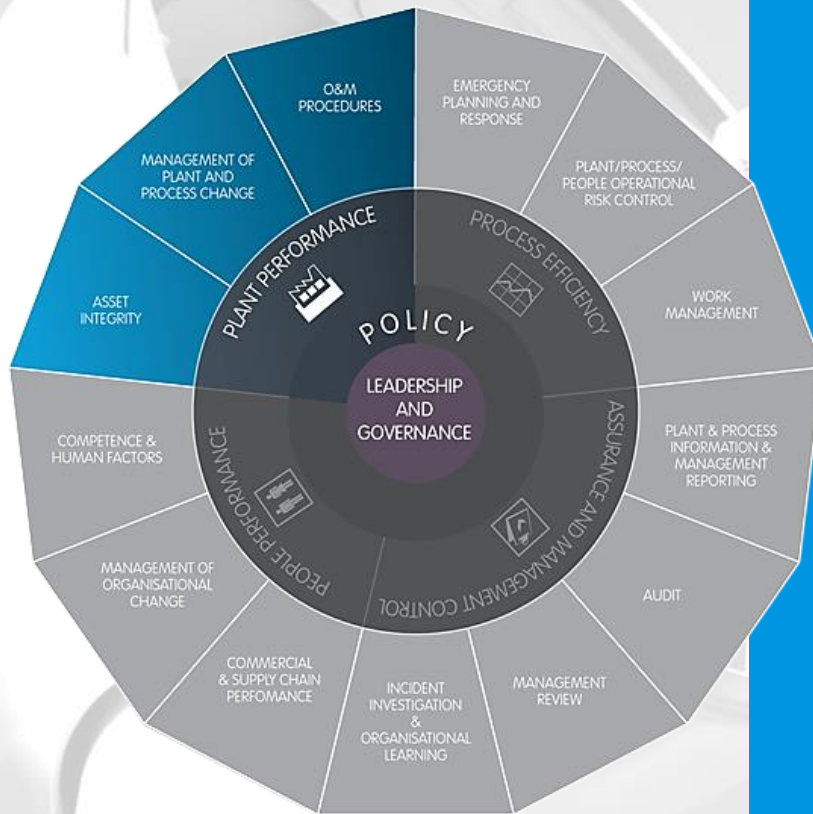 O&M
PROCEDURES
EMERGENCY
PLANNING AND
RESPONSE
PLANT/PROCESS/
PEOPLE OPERATIONAL
RISK CONTROL
WORK
MANAGEMENT
PLANT & PROCESS
INFORMATION &
MANAGEMENT
REPORTING
AUDIT
MANAGEMENT
REVIEW
INCIDENT
INVESTIGATION
&
ORGANISATIONAL
LEARNING
COMMERCIAL
& SUPPLY CHAIN
PERFOMANCE
MANAGEMENT OF
ORGANISATIONAL
CHANGE
COMPETENCE &
HUMAN FACTORS
ASSET
INTEGRITY
MANAGEMENT OF
PLANT AND
PROCESS CHANGE
PLANT PERFORMANCE
PROCESS EFFICIENCY
ASSURANCE AND MANAGEMENT CONTROL
PEOPLE PERFORMANCE
POLICY
LEADERSHIP
AND
GOVERNANCE